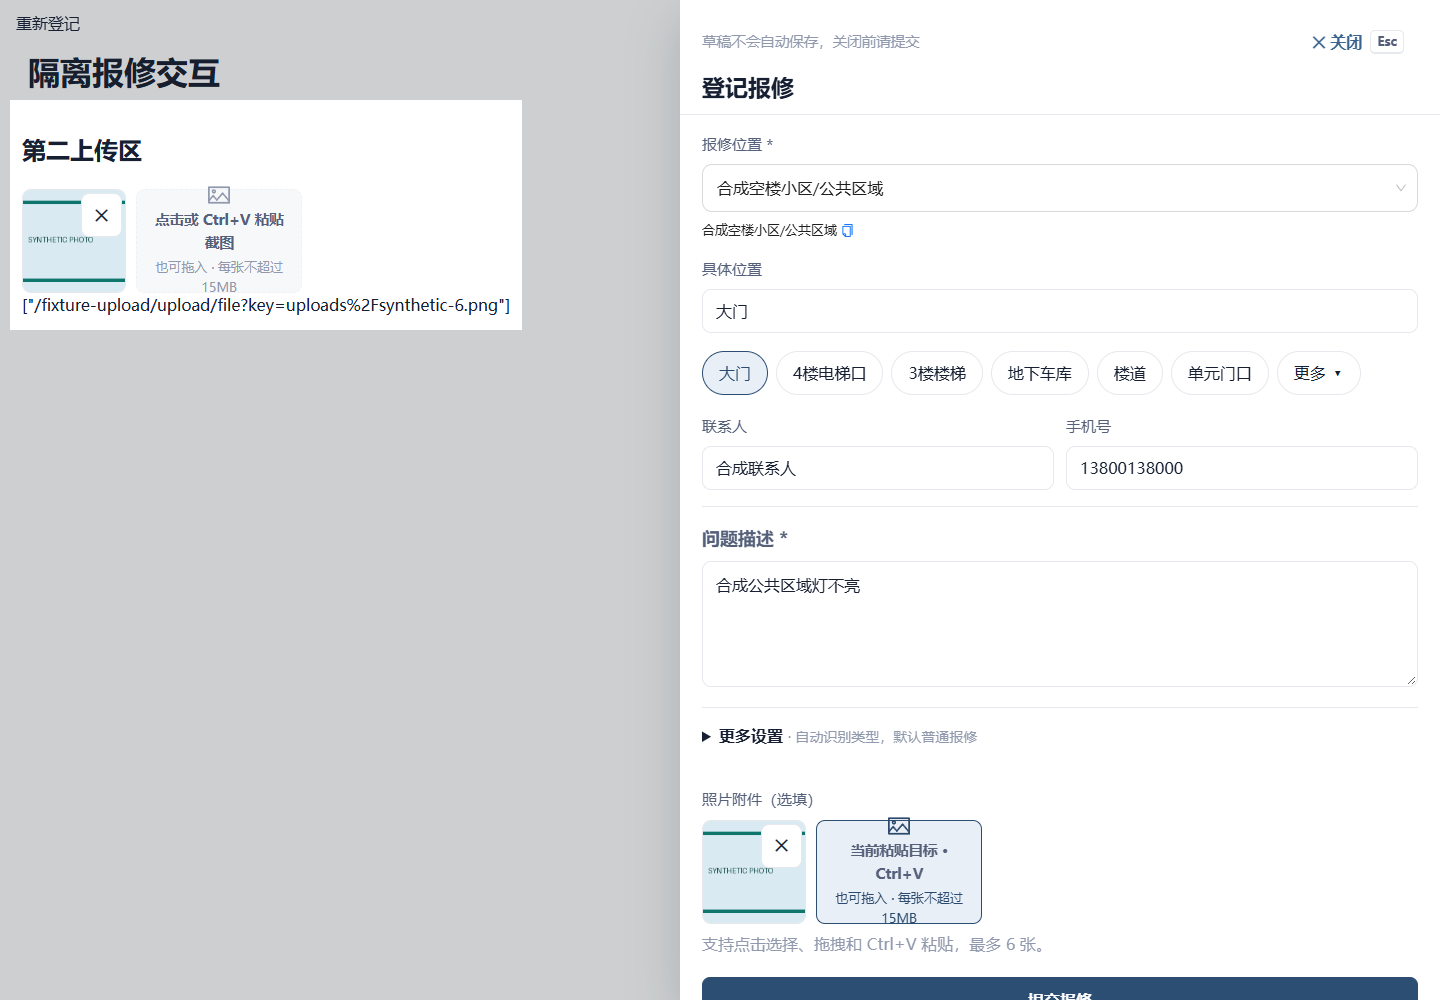 重新登记
隔离报修交互
第二上传区
SYNTHETIC PHOTO
点击或 Ctrl+V 粘贴
截图
也可拖入 · 每张不超过
15MB
["/fixture-upload/upload/file?key=uploads%2Fsynthetic-6.png"]
草稿不会自动保存，关闭前请提交
关闭 Esc
登记报修
报修位置 *
合成空楼小区/公共区域
合成空楼小区/公共区域
具体位置
大门
大门 4楼电梯口 3楼楼梯 地下车库 楼道 单元门口 更多 ▾
联系人 手机号
合成联系人 13800138000
问题描述 *
合成公共区域灯不亮
▶ 更多设置 · 自动识别类型，默认普通报修
照片附件（选填）
SYNTHETIC PHOTO
当前粘贴目标 •
Ctrl+V
也可拖入 · 每张不超过
15MB
支持点击选择、拖拽和 Ctrl+V 粘贴，最多 6 张。
提交报修